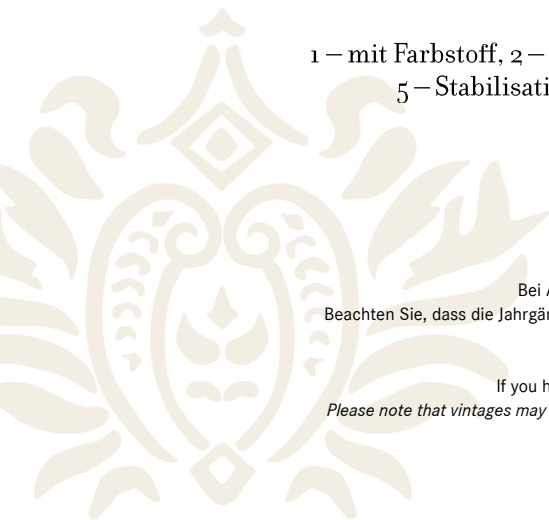 1 – mit Farbstoff, 2 –
5 – Stabilisati
Bei
Beachten Sie, dass die Jahrgän
If you h
Please note that vintages may